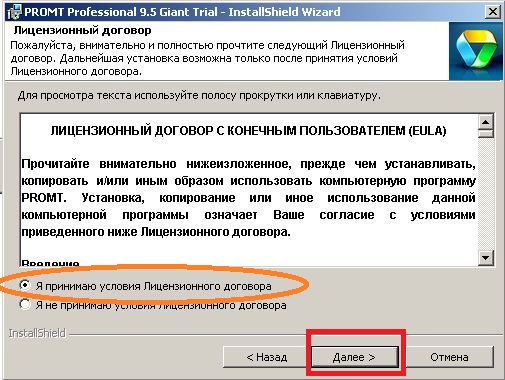 PROMT Professional 9.5 Giant Trial - InstallShield Wizard
Лицензионный договор
Пожалуйста, внимательно и полностью прочтите следующий Лицензионный
договор. Дальнейшая установка возможна только после принятия условий
Лицензионного договора.
Для просмотра текста используйте полосу прокрутки или клавиатуру.
ЛИЦЕНЗИОННЫЙ ДОГОВОР С КОНЕЧНЫМ ПОЛЬЗОВАТЕЛЕМ (EULA)
Прочитайте внимательно нижеизложенное, прежде чем устанавливать,
копировать и/или иным образом использовать компьютерную программу
PROMT. Установка, копирование или иное использование данной
компьютерной программы означает Ваше согласие с условиями
приведенного ниже Лицензионного договора.
Введение
Я принимаю условия Лицензионного договора
Я не принимаю условия Лицензионного договора
InstallShield
< Назад
Далее >
Отмена